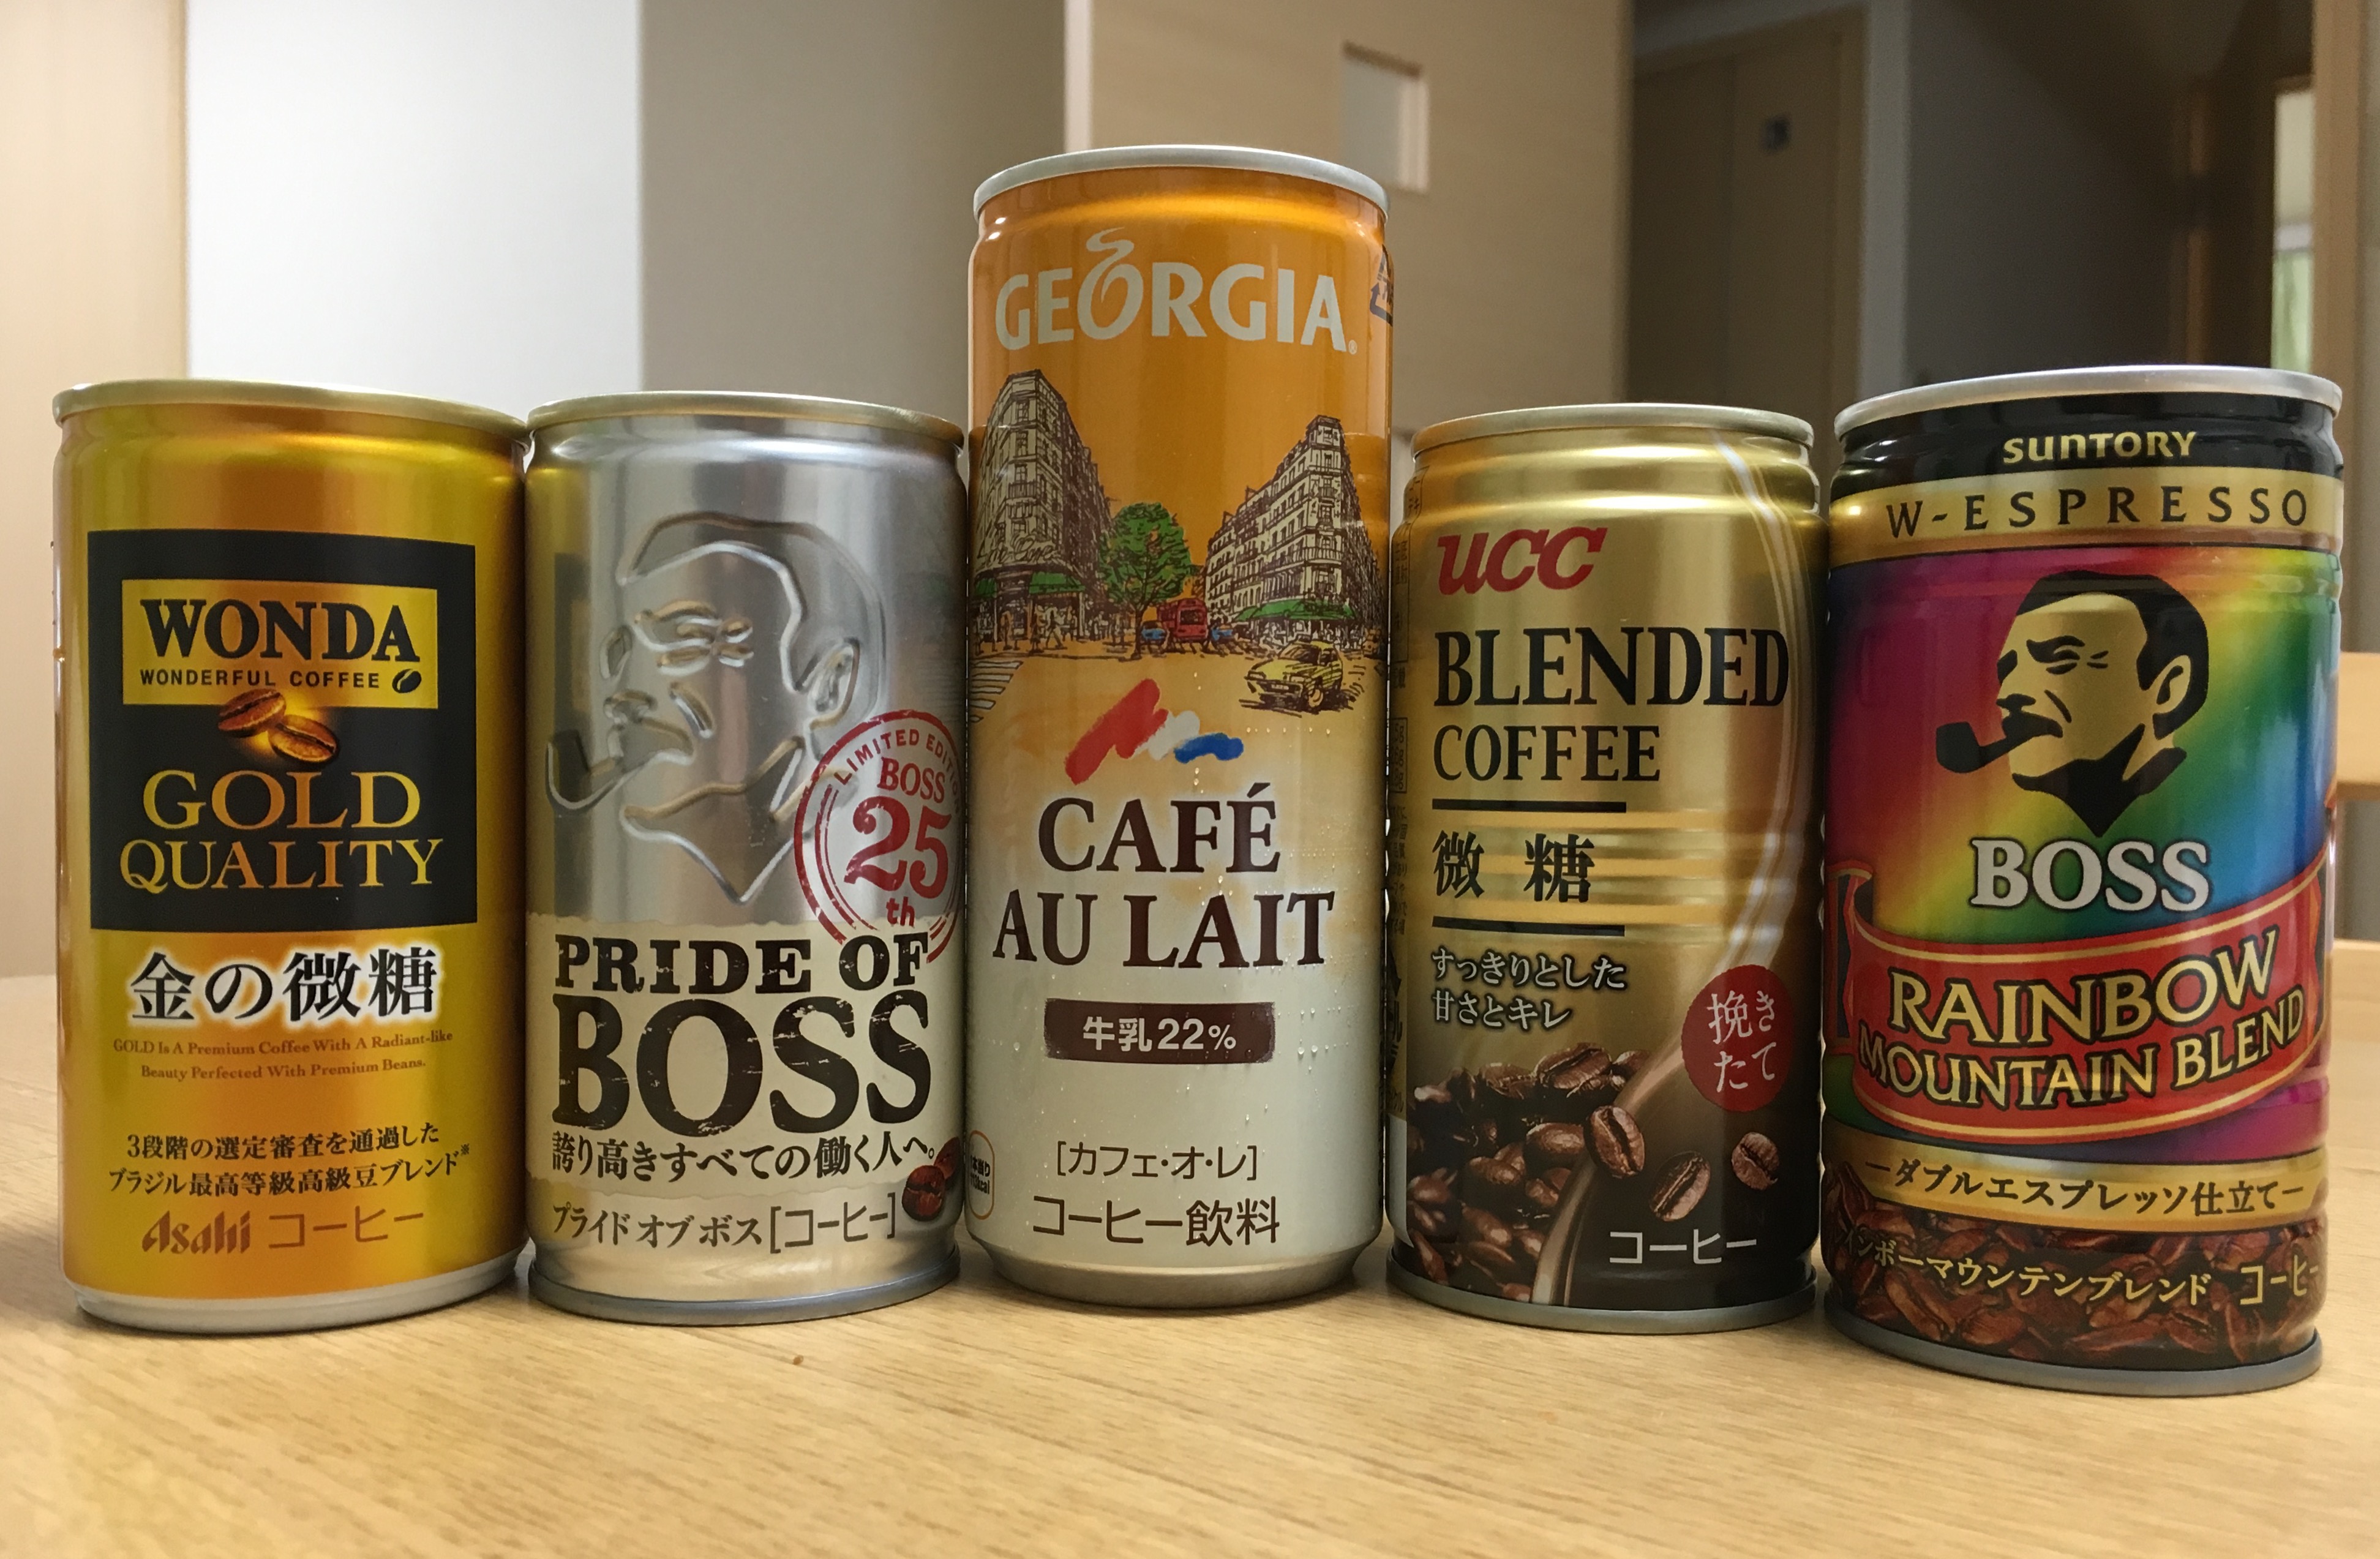 WONDA
WONDERFUL COFFEE
GOLD
QUALITY
金の微糖
GOLD Is A Premium Coffee With A Radiant-like
Beauty Perfected With Premium Beans.
3段階の選定審査を通過した
ブラジル最高等級高級豆ブレンド※
Asahi コーヒー
LIMITED EDITION
BOSS
25
th
PRIDE OF
BOSS
誇り高きすべての働く人へ。
プライド オブ ボス [コーヒー]
GEORGIA®
CAFÉ
AU LAIT
牛乳22%
[カフェ・オ・レ]
コーヒー飲料
UCC
BLENDED
COFFEE
微糖
すっきりとした
甘さとキレ
挽き
たて
コーヒー
SUNTORY
W-ESPRESSO
BOSS
RAINBOW
MOUNTAIN BLEND
ーダブルエスプレッソ仕立てー
インボーマウンテンブレンド コーヒー